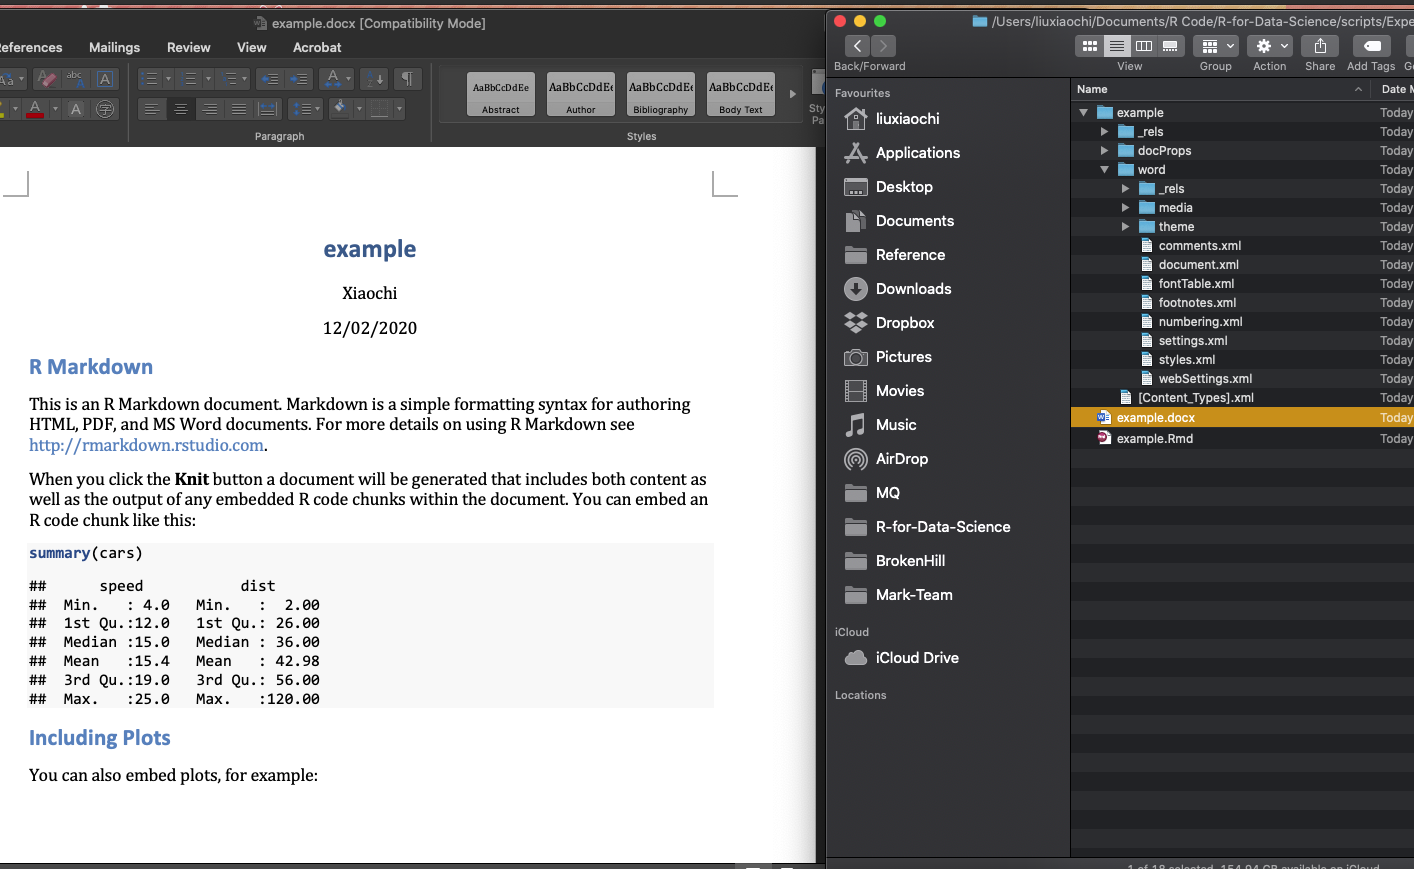 example.docx [Compatibility Mode]
References Mailings Review View Acrobat
AaBbCcDdEe AaBbCcDdEe AaBbCcDdEe AaBbCcDdEe
Abstract Author Bibliography Body Text
Paragraph Styles
example
Xiaochi
12/02/2020
R Markdown
This is an R Markdown document. Markdown is a simple formatting syntax for authoring
HTML, PDF, and MS Word documents. For more details on using R Markdown see
http://rmarkdown.rstudio.com.
When you click the Knit button a document will be generated that includes both content as
well as the output of any embedded R code chunks within the document. You can embed an
R code chunk like this:
summary(cars)
##      speed           dist
##  Min.   : 4.0   Min.   :  2.00
##  1st Qu.:12.0   1st Qu.: 26.00
##  Median :15.0   Median : 36.00
##  Mean   :15.4   Mean   : 42.98
##  3rd Qu.:19.0   3rd Qu.: 56.00
##  Max.   :25.0   Max.   :120.00
Including Plots
You can also embed plots, for example:
/Users/liuxiaochi/Documents/R Code/R-for-Data-Science/scripts/Expe
Back/Forward View Group Action Share Add Tags
Favourites
liuxiaochi
Applications
Desktop
Documents
Reference
Downloads
Dropbox
Pictures
Movies
Music
AirDrop
MQ
R-for-Data-Science
BrokenHill
Mark-Team
iCloud
iCloud Drive
Locations
Name Date M
example Today
_rels Today
docProps Today
word Today
_rels Today
media Today
theme Today
comments.xml Today
document.xml Today
fontTable.xml Today
footnotes.xml Today
numbering.xml Today
settings.xml Today
styles.xml Today
webSettings.xml Today
[Content_Types].xml Today
example.docx Today
example.Rmd Today
1 of 18 selected, 154.94 GB available on iCloud